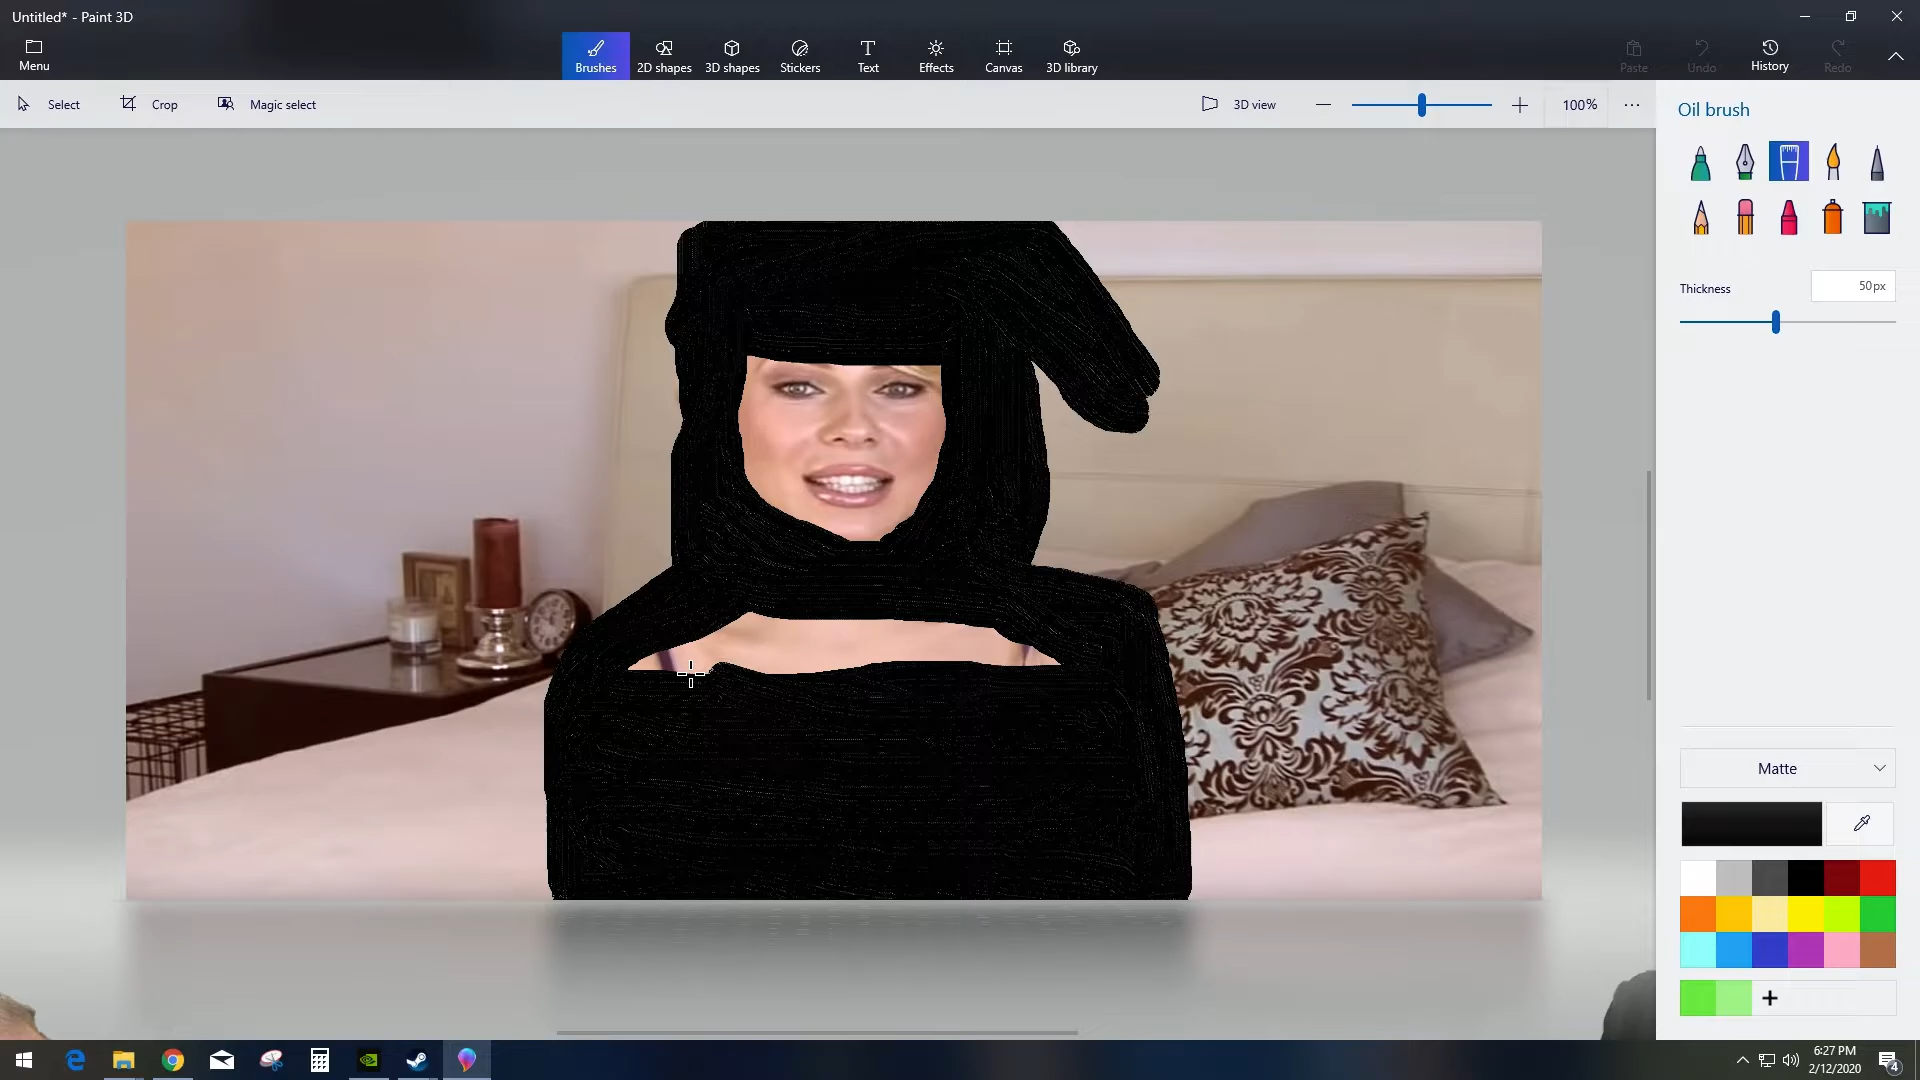 Untitled* - Paint 3D
Menu
Brushes
2D shapes
3D shapes
Stickers
Text
Effects
Canvas
3D library
Paste
Undo
History
Redo
Select
Crop
Magic select
3D view
100%
Oil brush
Thickness
50px
Matte
6:27 PM
2/12/2020
4